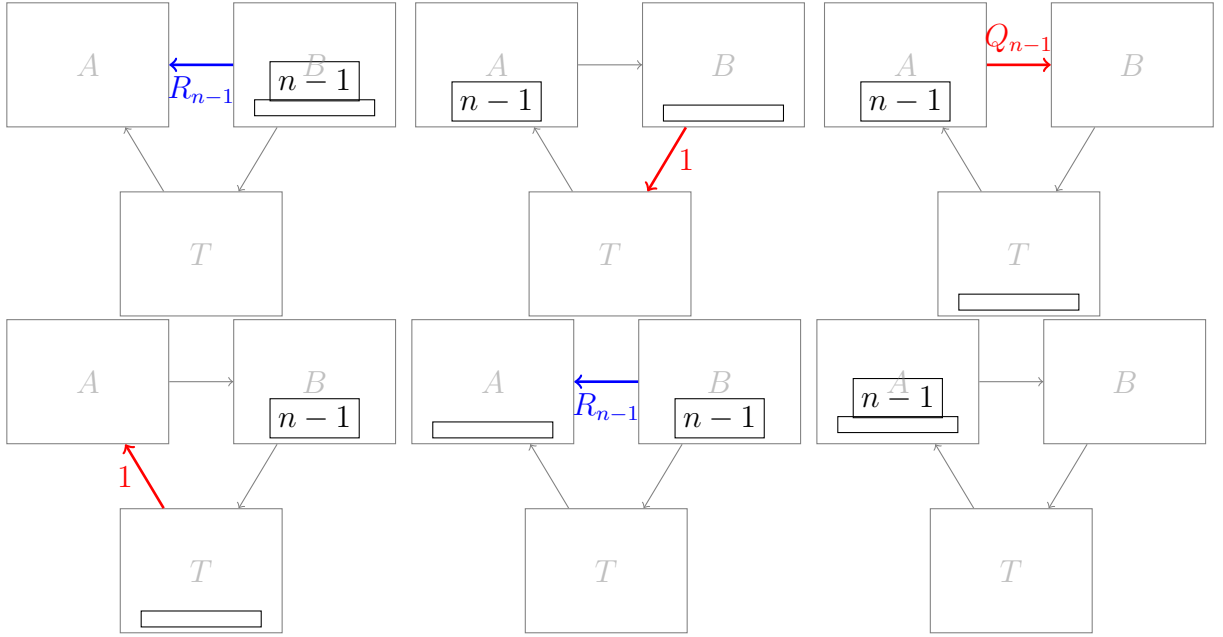 A R_{n-1} B n − 1
A n − 1 B 1
A n − 1 Q_{n-1} B
T
T
T
A B n − 1 1
A R_{n-1} B n − 1
A n − 1 B
T
T
T